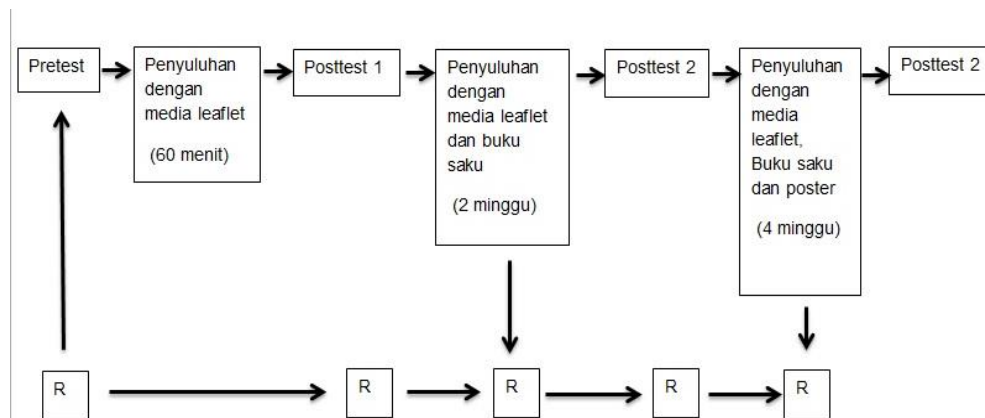 Pretest
Penyuluhan
dengan
media leaflet
(60 menit)
Posttest 1
Penyuluhan
dengan
media leaflet
dan buku
saku
(2 minggu)
Posttest 2
Penyuluhan
dengan
media
leaflet,
Buku saku
dan poster
(4 minggu)
Posttest 2
R
R
R
R
R